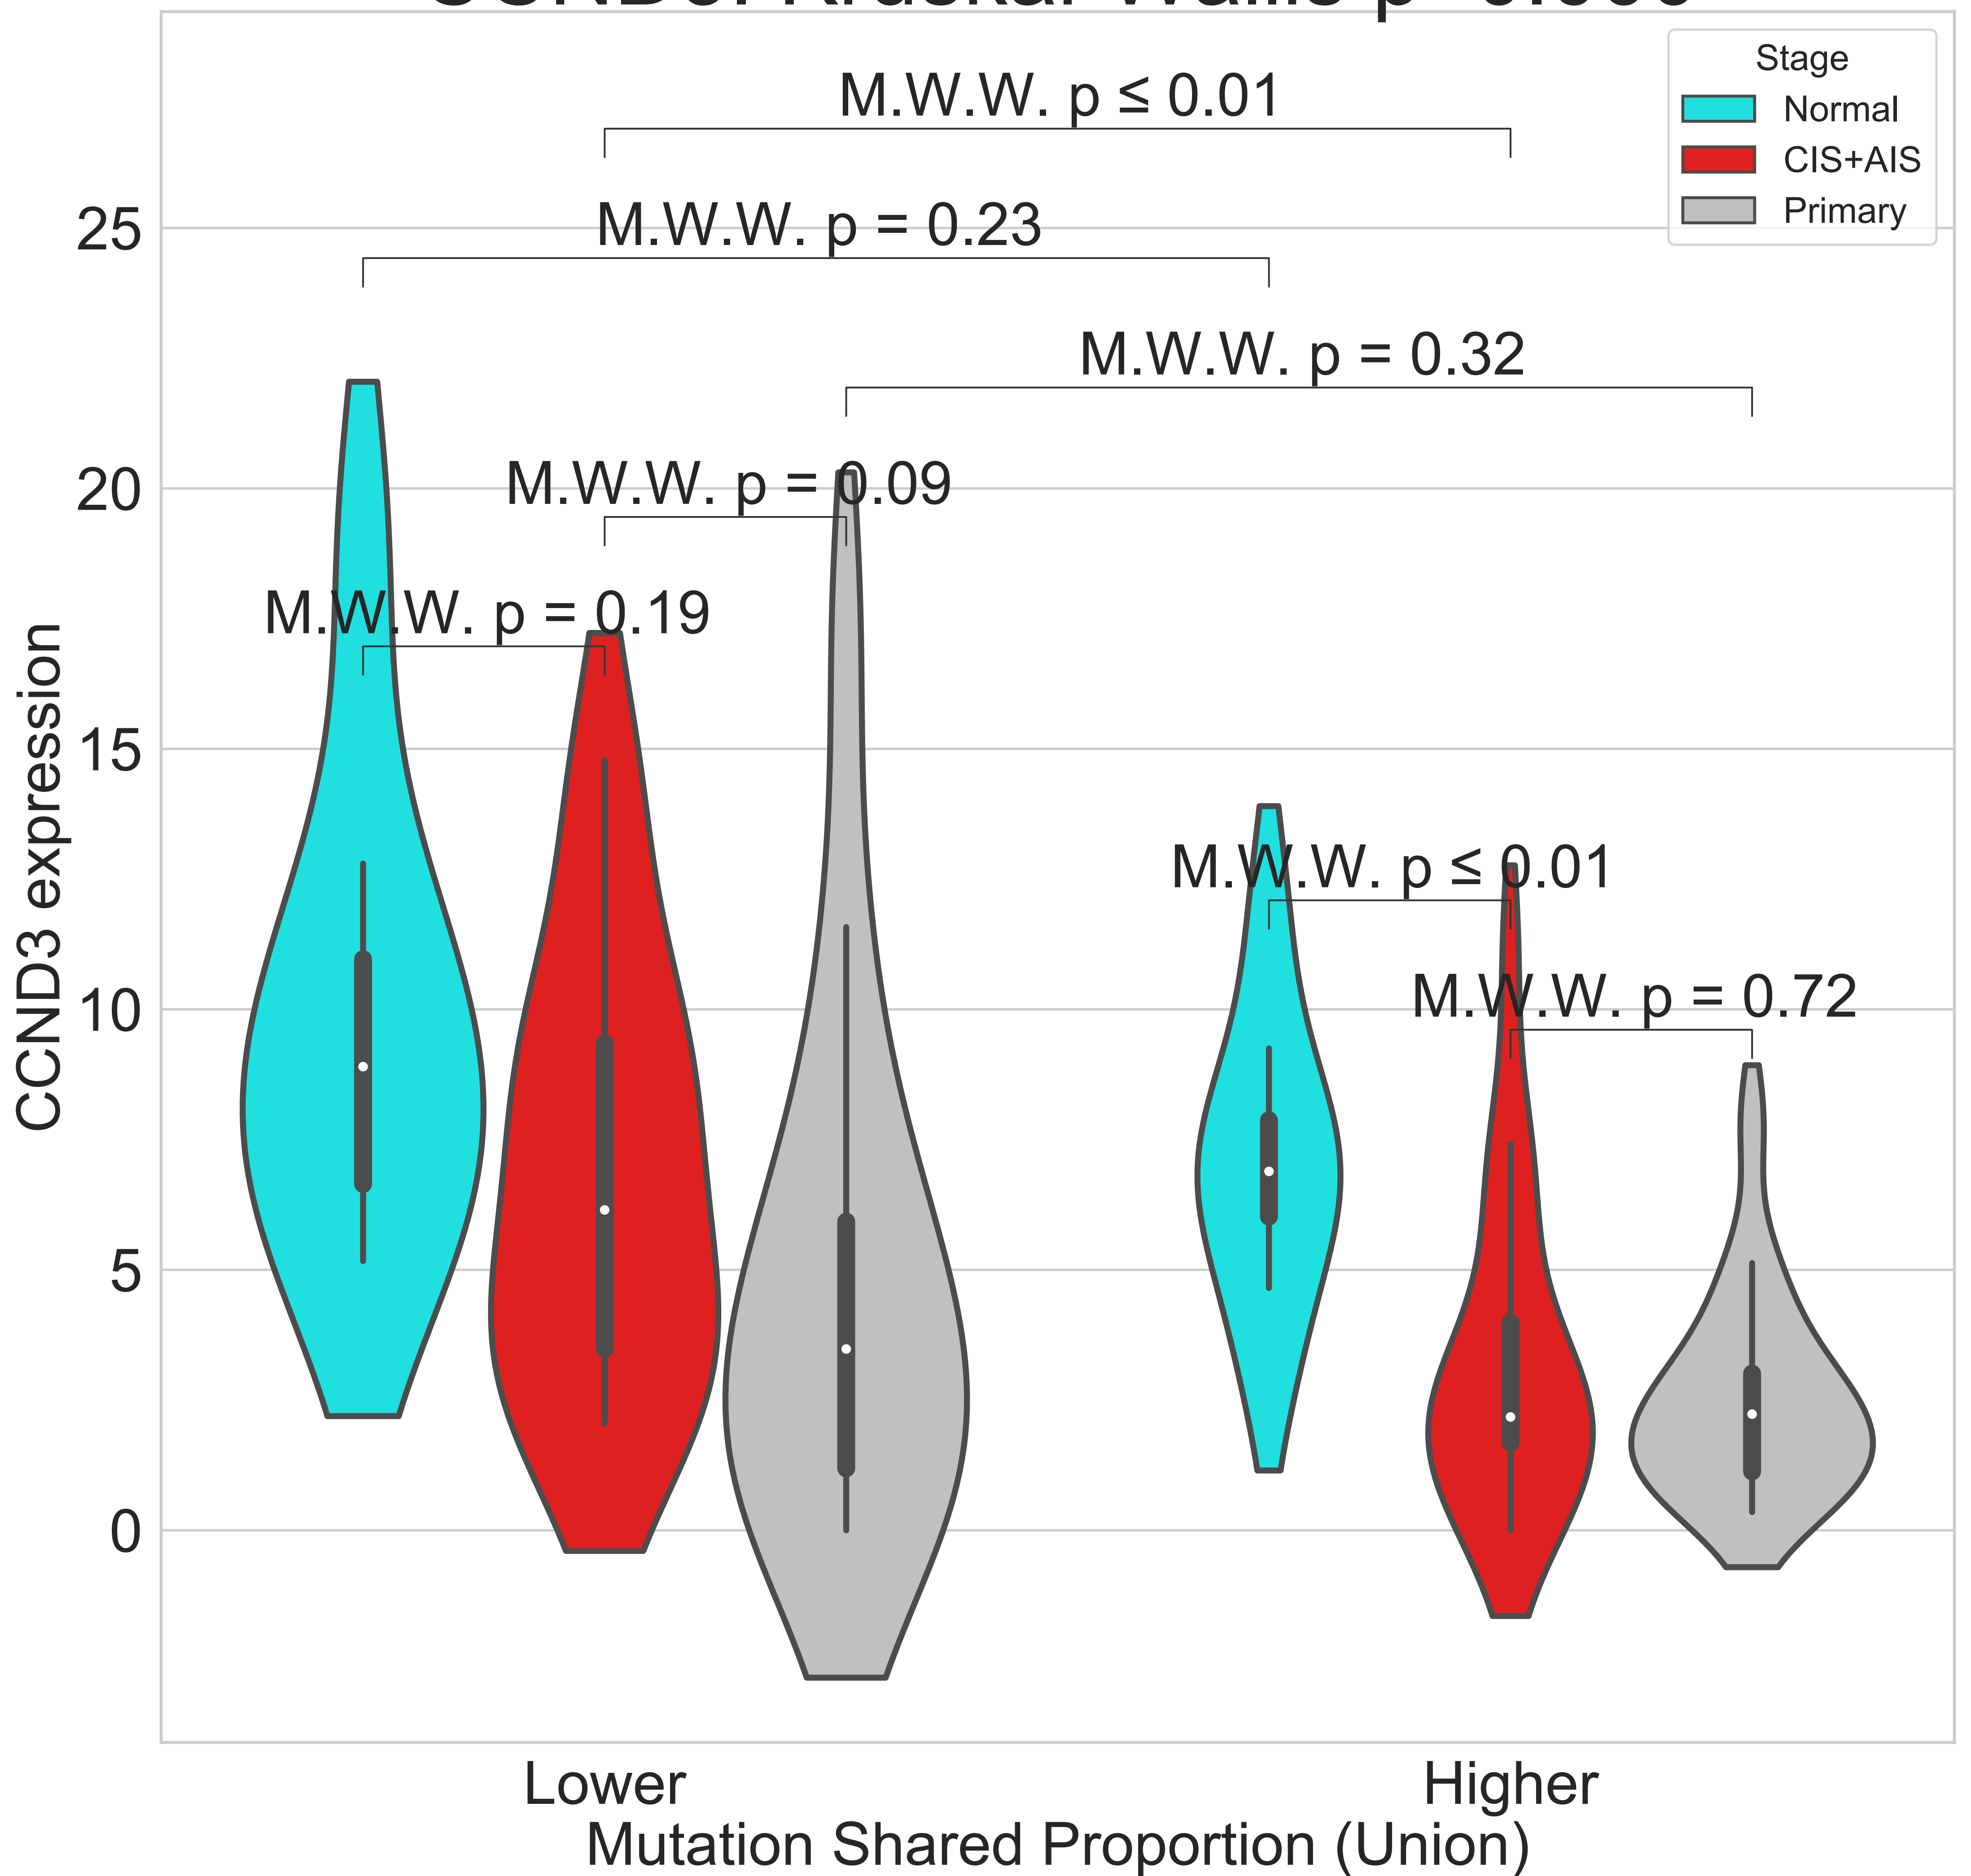 Stage
Normal
CIS+AIS
Primary
M.W.W. p ≤ 0.01
M.W.W. p = 0.23
M.W.W. p = 0.32
M.W.W. p = 0.09
M.W.W. p = 0.19
M.W.W. p ≤ 0.01
M.W.W. p = 0.72
25
20
15
10
5
0
CCND3 expression
Lower
Higher
Mutation Shared Proportion (Union)